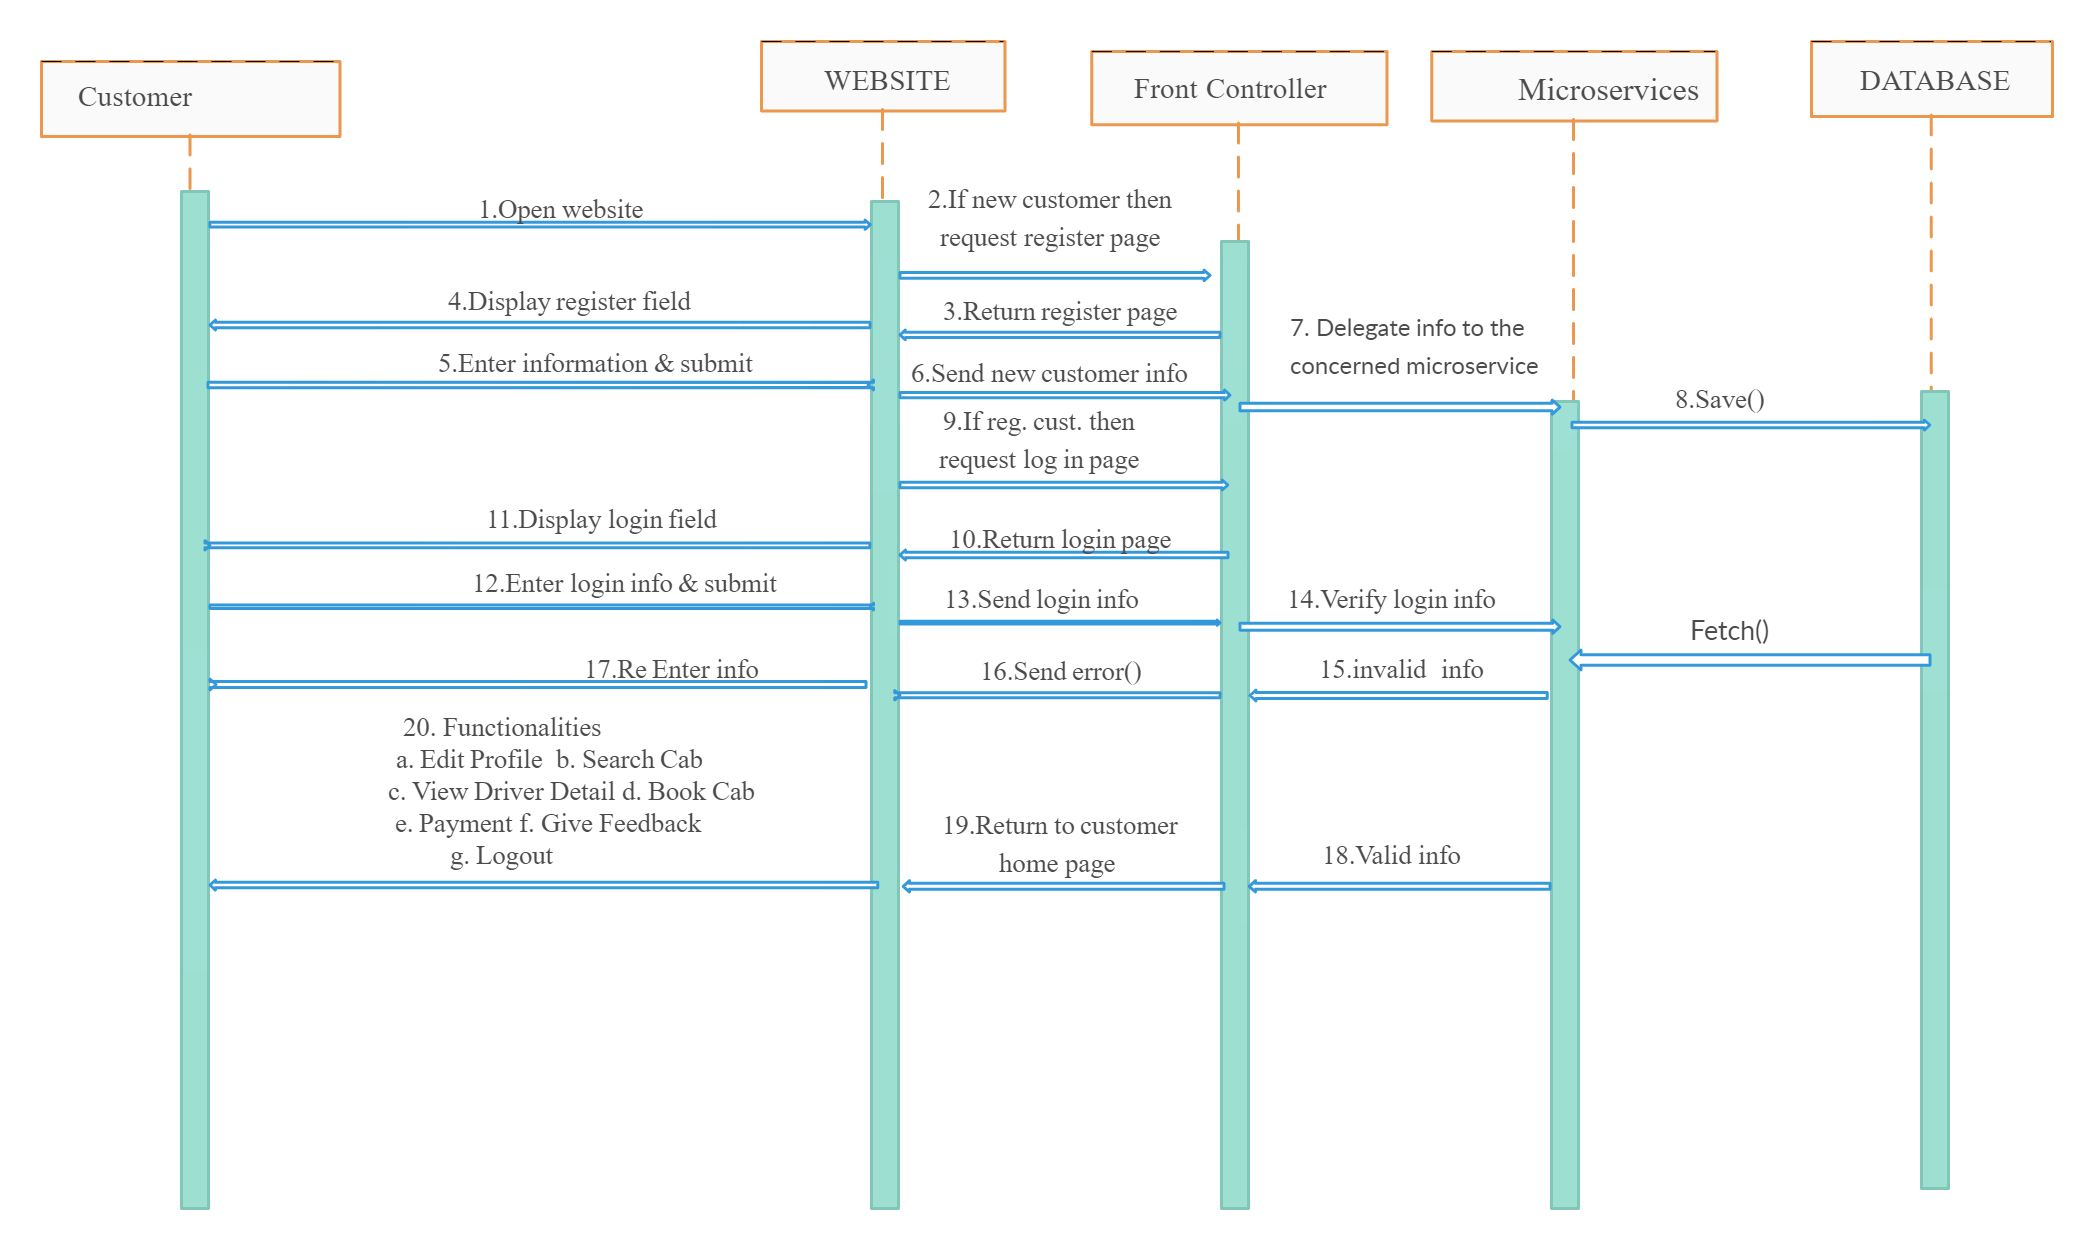 Customer
WEBSITE
Front Controller
Microservices
DATABASE
1.Open website
2.If new customer then
request register page
4.Display register field
3.Return register page
7. Delegate info to the
concerned microservice
5.Enter information & submit
6.Send new customer info
8.Save()
9.If reg. cust. then
request log in page
11.Display login field
10.Return login page
12.Enter login info & submit
13.Send login info
14.Verify login info
Fetch()
17.Re Enter info
16.Send error()
15.invalid info
20. Functionalities
a. Edit Profile b. Search Cab
c. View Driver Detail d. Book Cab
e. Payment f. Give Feedback
g. Logout
19.Return to customer
home page
18.Valid info